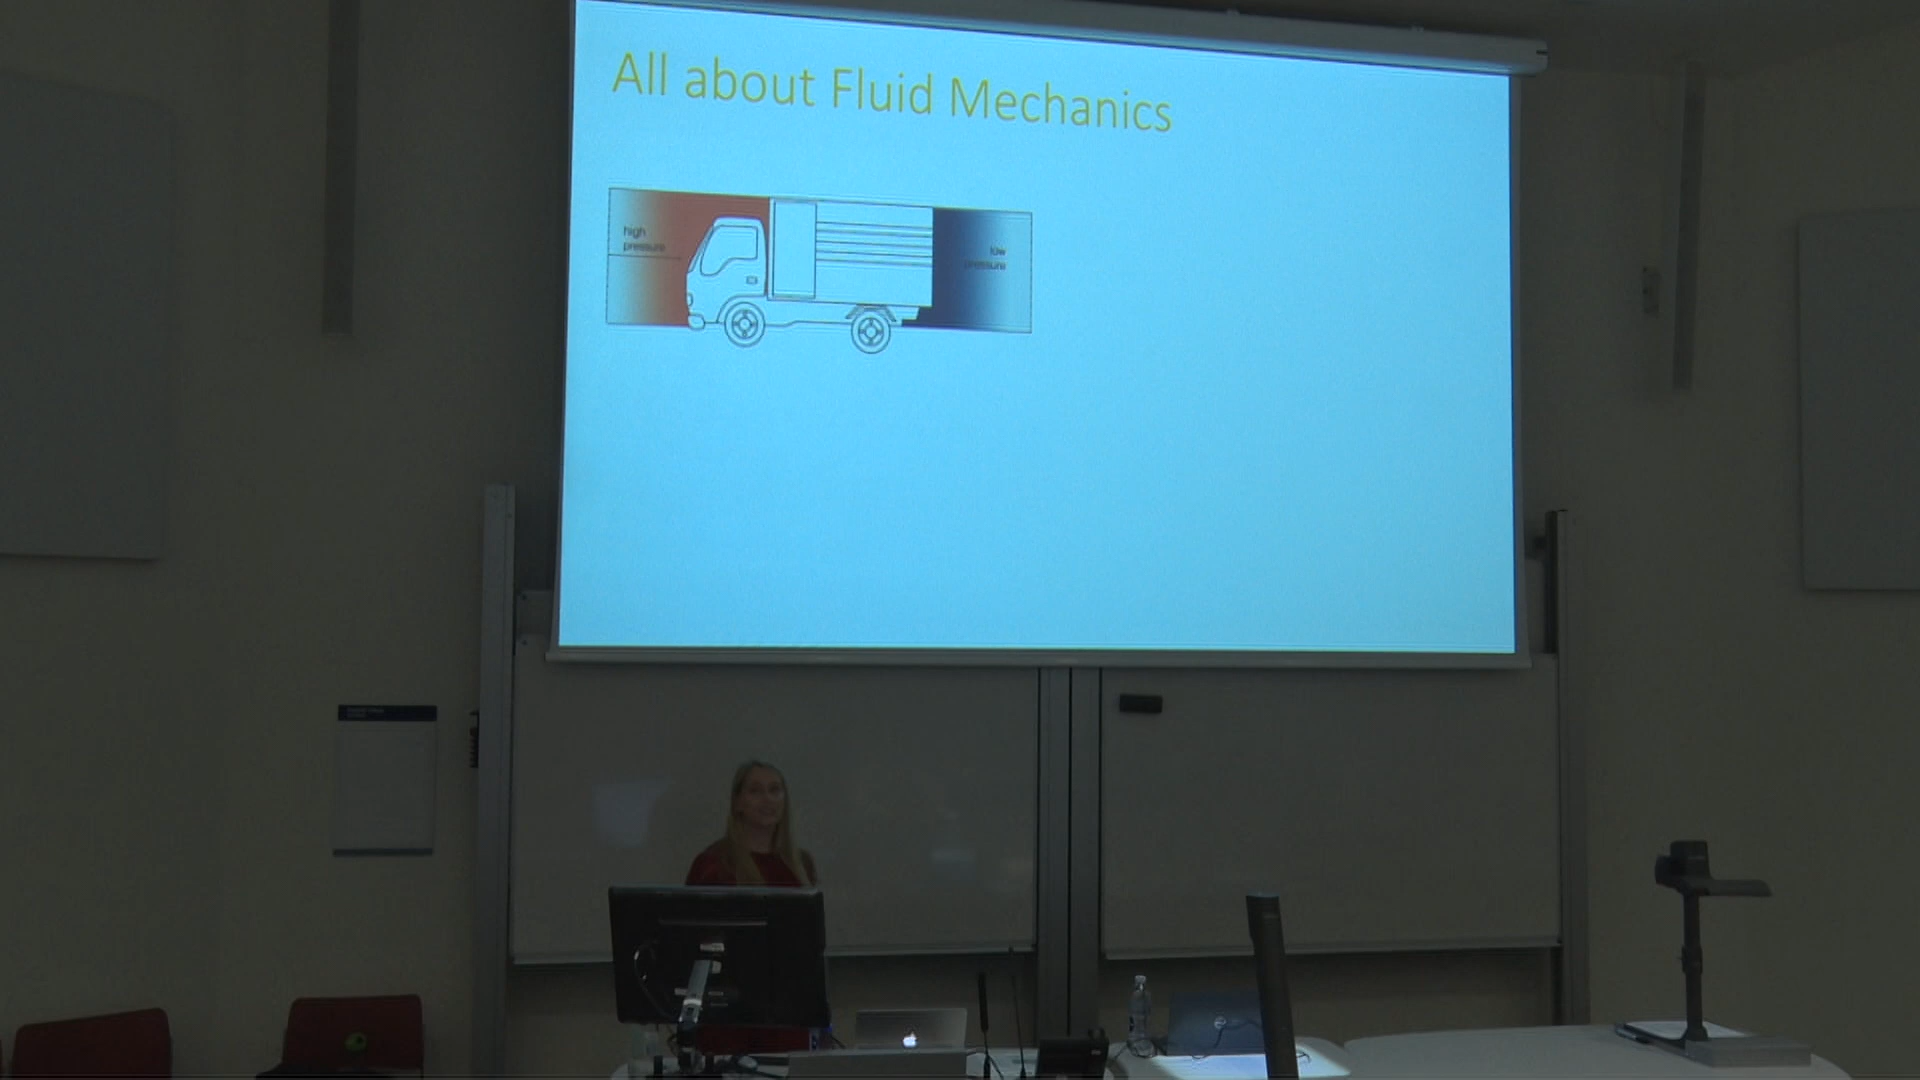 All about Fluid Mechanics
high
pressure
low
pressure